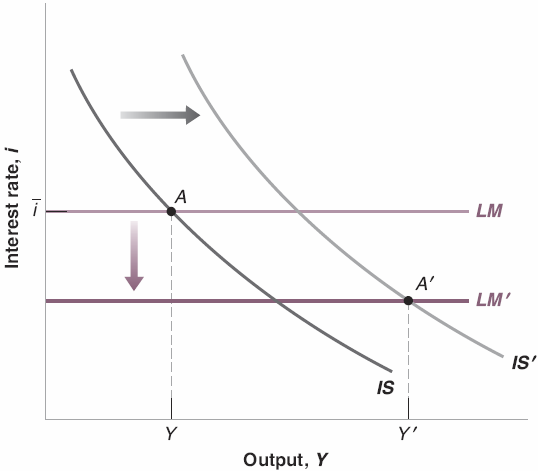 A
i̅
LM
A′
LM′
IS′
IS
Y
Y′
Interest rate, i
Output, Y